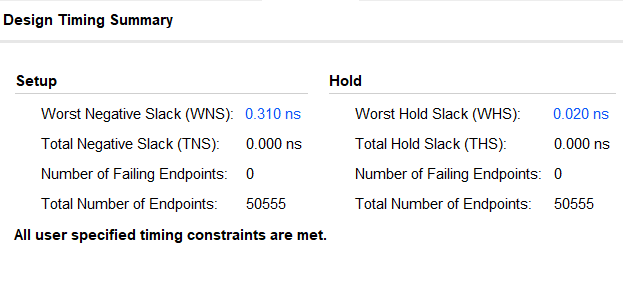 Design Timing Summary
Setup
Hold
Worst Negative Slack (WNS): 0.310 ns
Worst Hold Slack (WHS): 0.020 ns
Total Negative Slack (TNS): 0.000 ns
Total Hold Slack (THS): 0.000 ns
Number of Failing Endpoints: 0
Number of Failing Endpoints: 0
Total Number of Endpoints: 50555
Total Number of Endpoints: 50555
All user specified timing constraints are met.